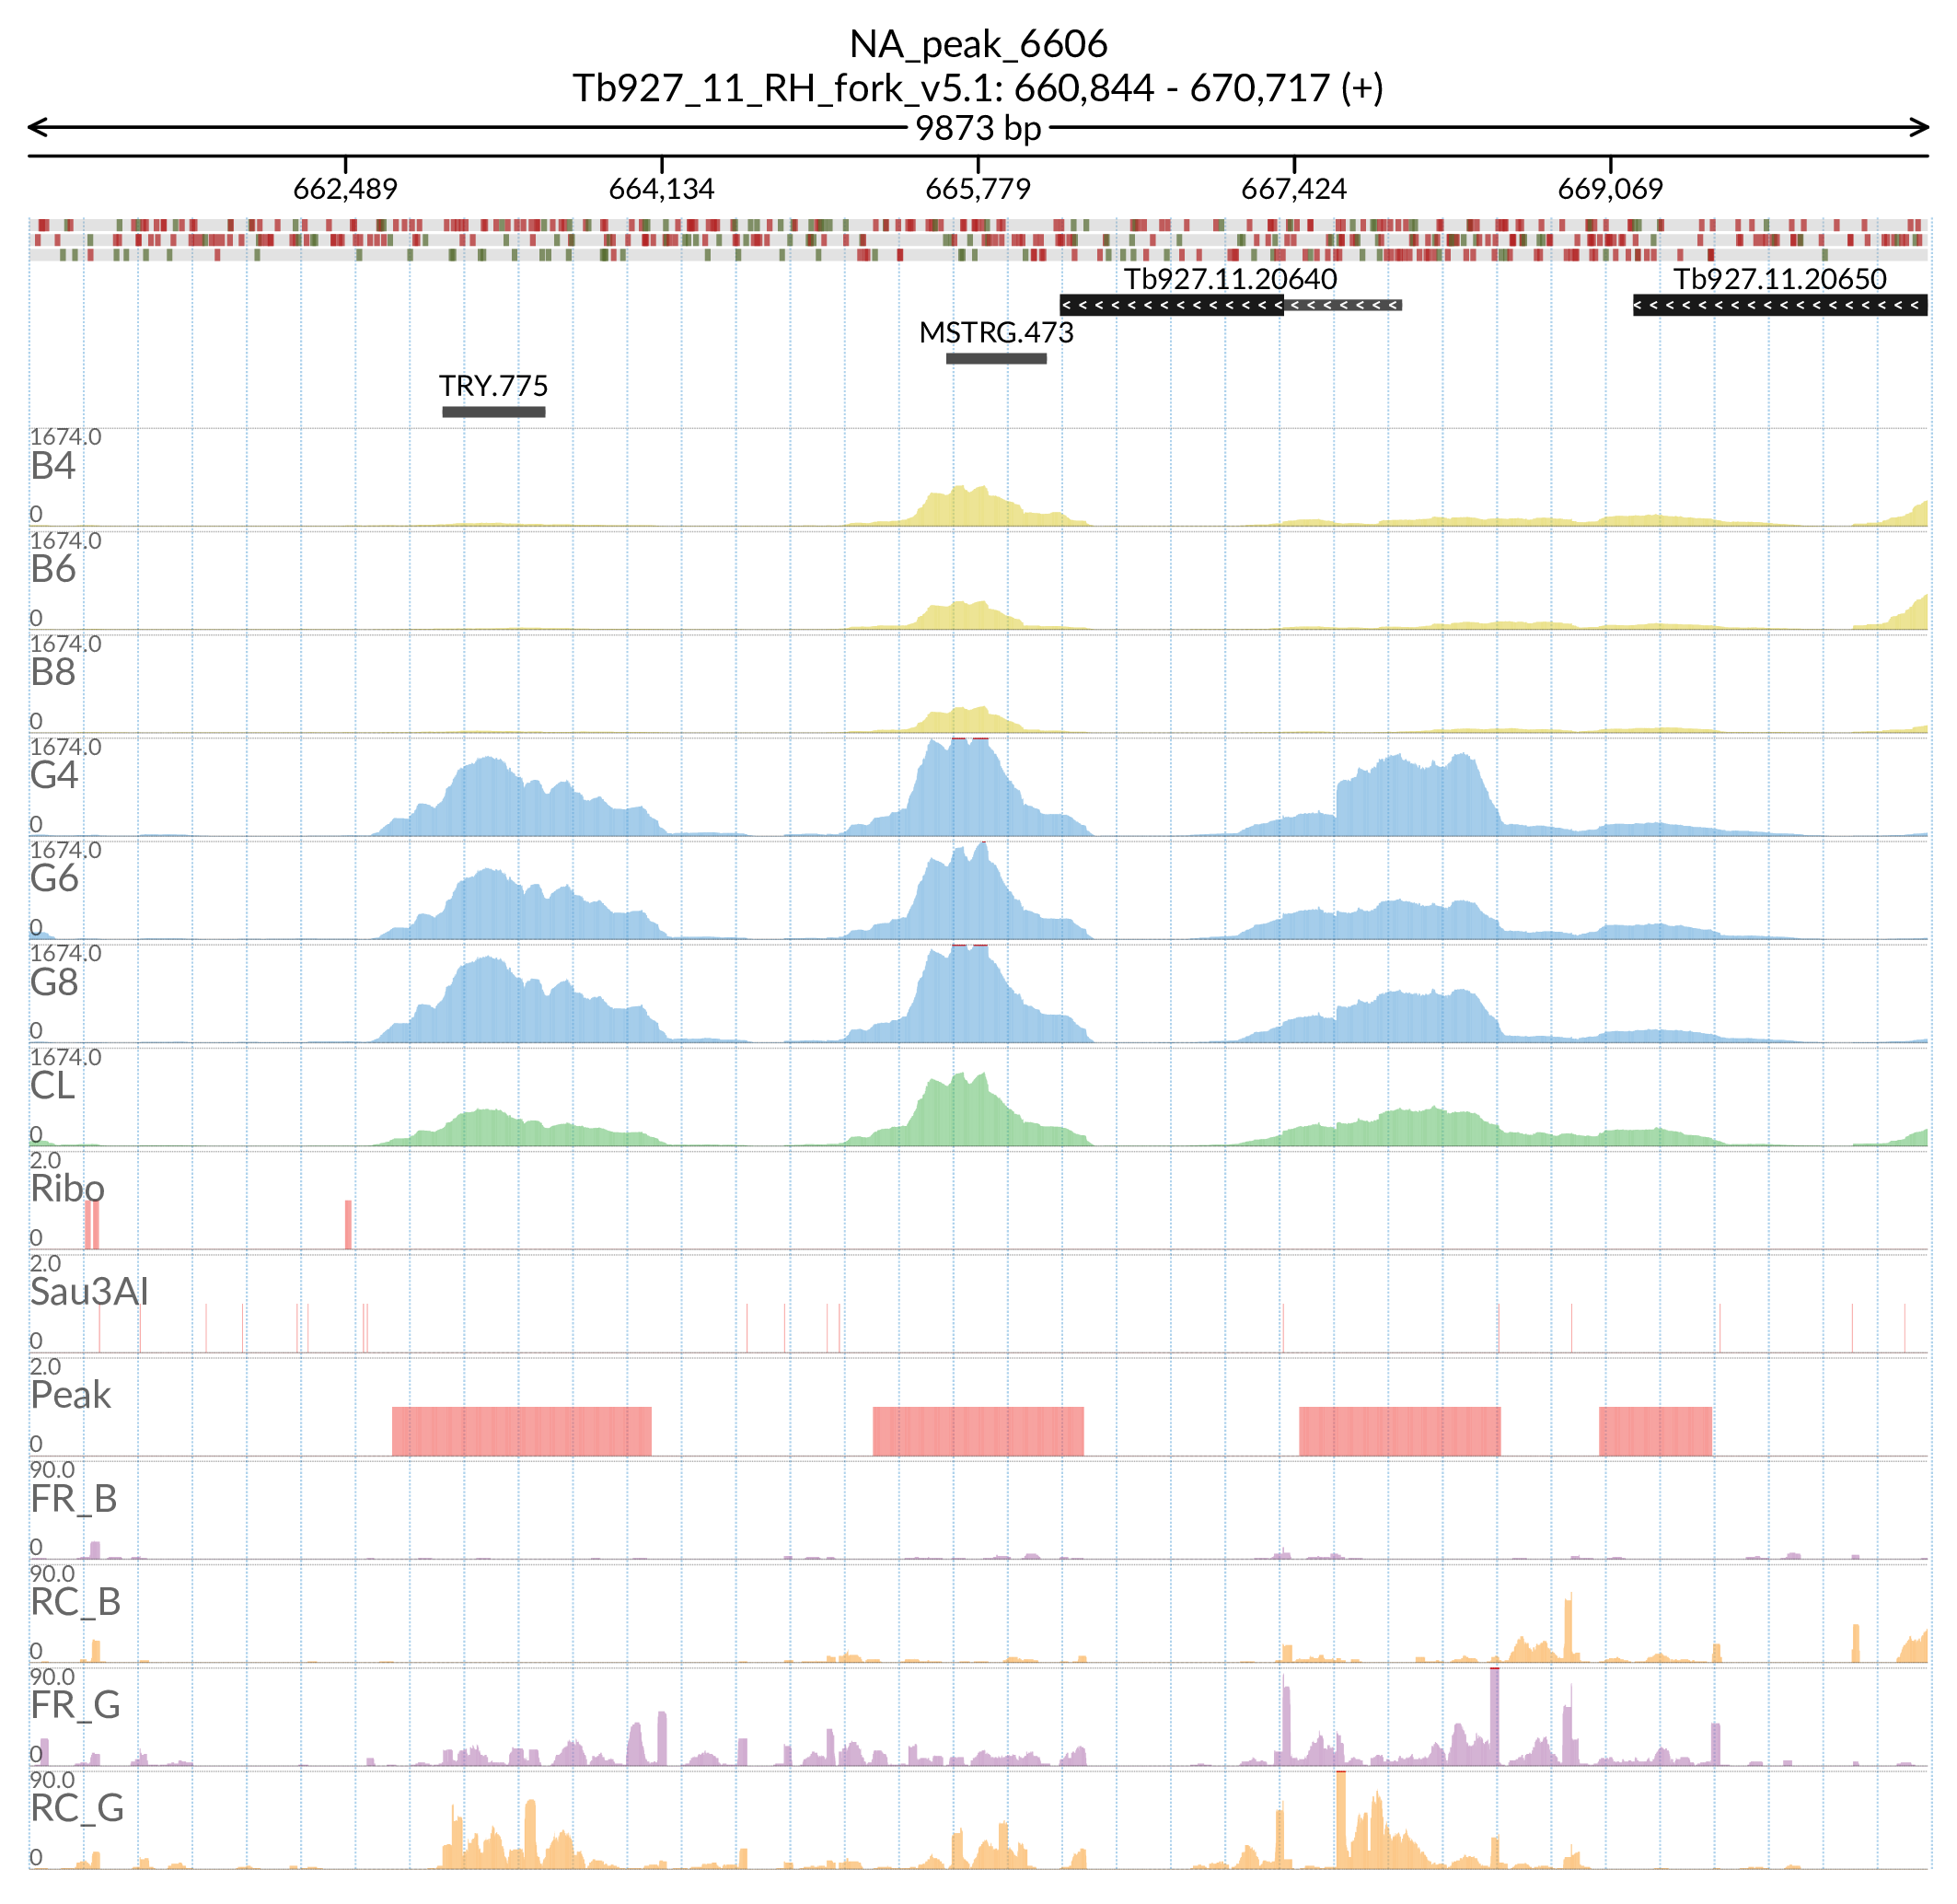 NA_peak_6606
Tb927_11_RH_fork_v5.1: 660,844 - 670,717 (+)
9873 bp
662,489 664,134 665,779 667,424 669,069
Tb927.11.20640 Tb927.11.20650
MSTRG.473
TRY.775
1674.0
B4
0
1674.0
B6
0
1674.0
B8
0
1674.0
G4
0
1674.0
G6
0
1674.0
G8
0
1674.0
CL
0
2.0
Ribo
0
2.0
Sau3AI
0
2.0
Peak
0
90.0
FR_B
0
90.0
RC_B
0
90.0
FR_G
0
90.0
RC_G
0